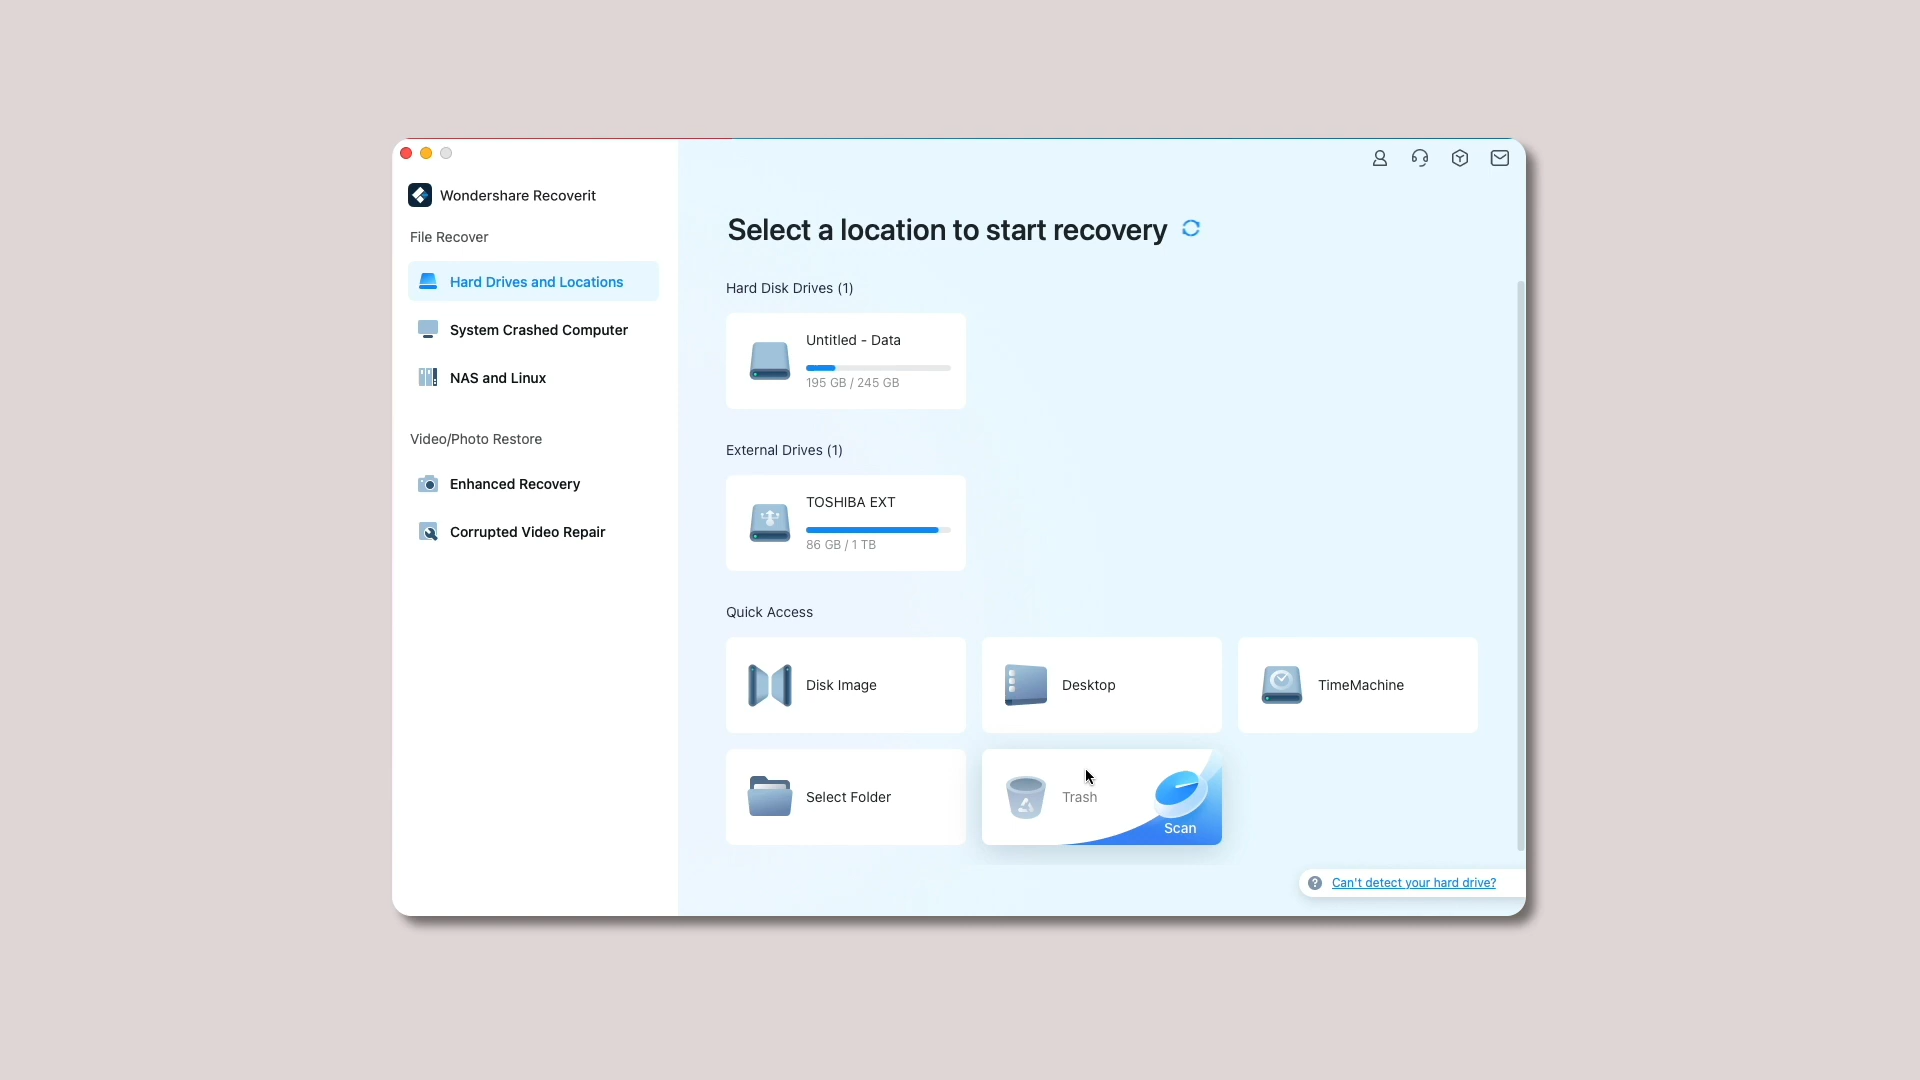 Wondershare Recoverit
File Recover
Hard Drives and Locations
System Crashed Computer
NAS and Linux
Video/Photo Restore
Enhanced Recovery
Corrupted Video Repair
Select a location to start recovery
Hard Disk Drives (1)
Untitled - Data
195 GB / 245 GB
External Drives (1)
TOSHIBA EXT
86 GB / 1 TB
Quick Access
Disk Image
Desktop
TimeMachine
Select Folder
Trash
Scan
? Can't detect your hard drive?